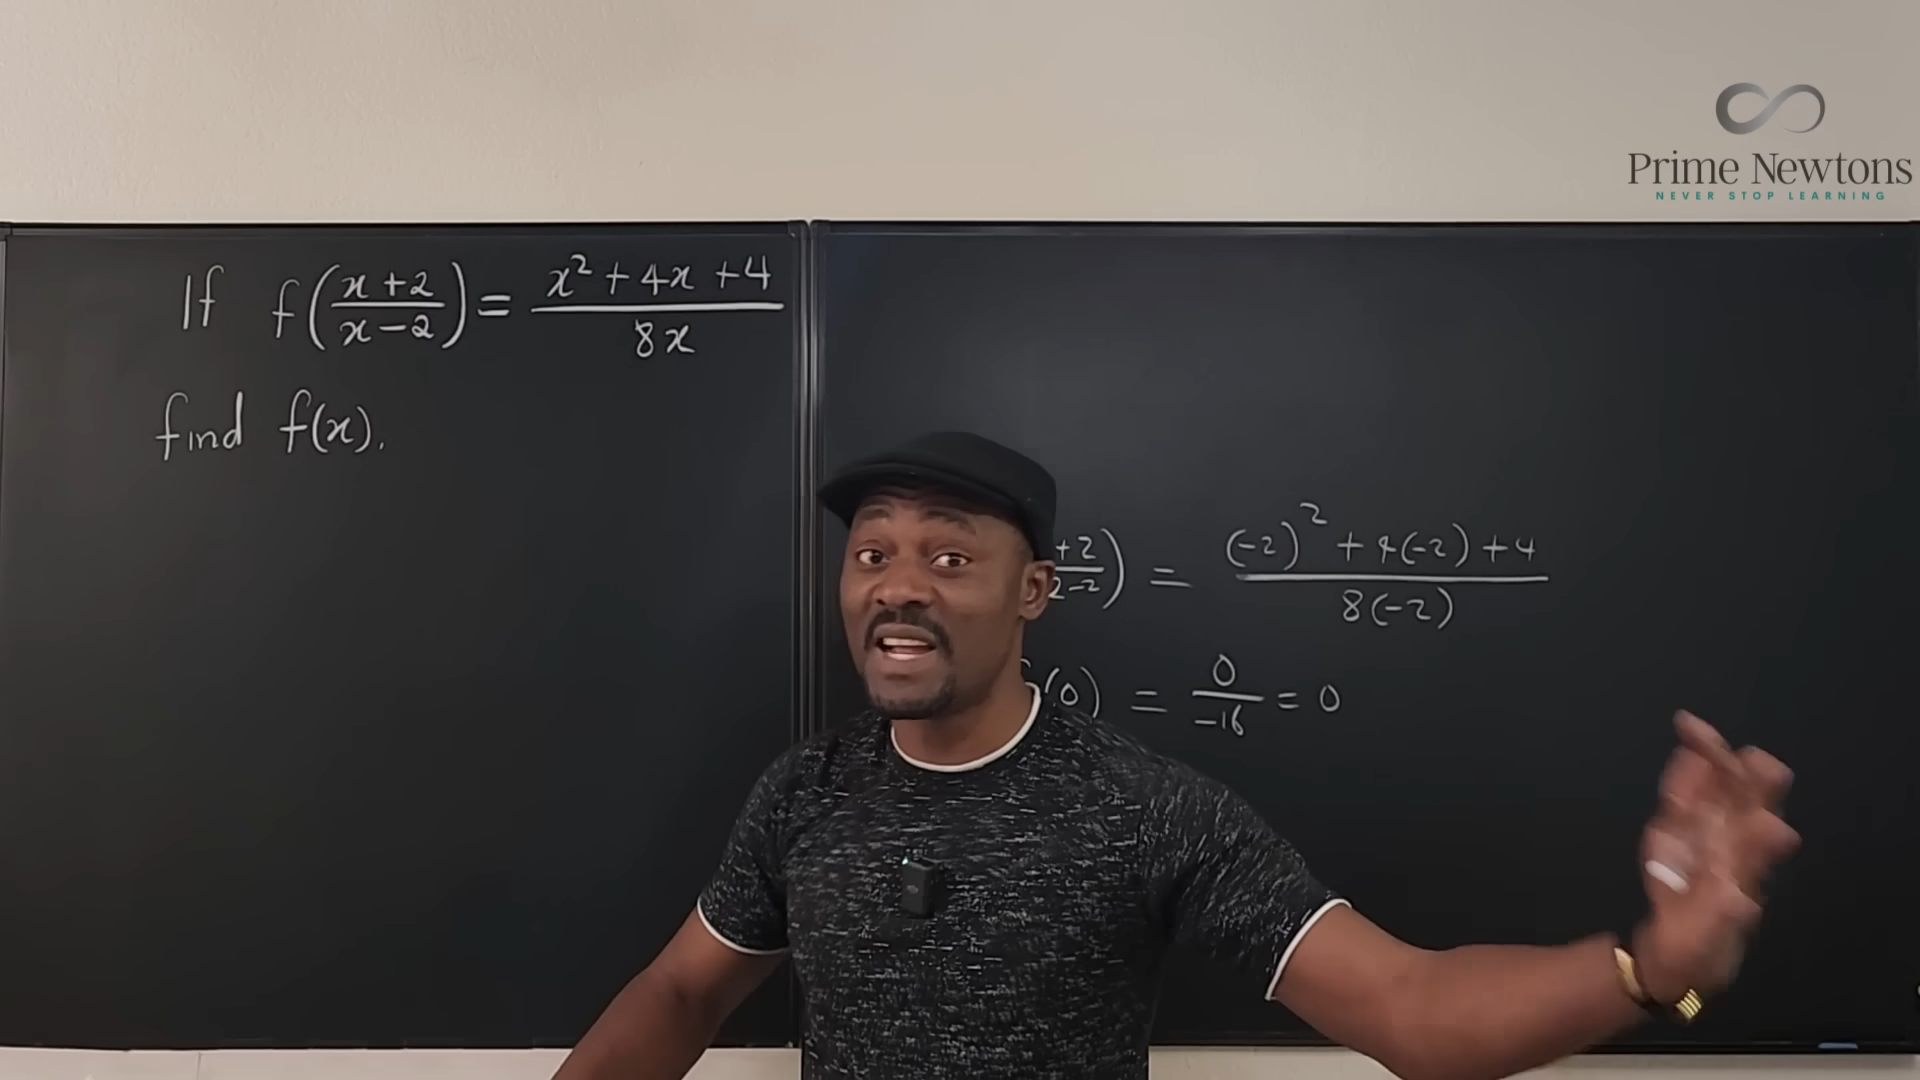 Prime Newtons
NEVER STOP LEARNING
If f((x+2)/(x-2)) = (x² + 4x + 4)/(8x)
find f(x).
+2)/2-2) = ((-2)² + 4(-2) + 4)/(8(-2))
(0) = 0/-16 = 0